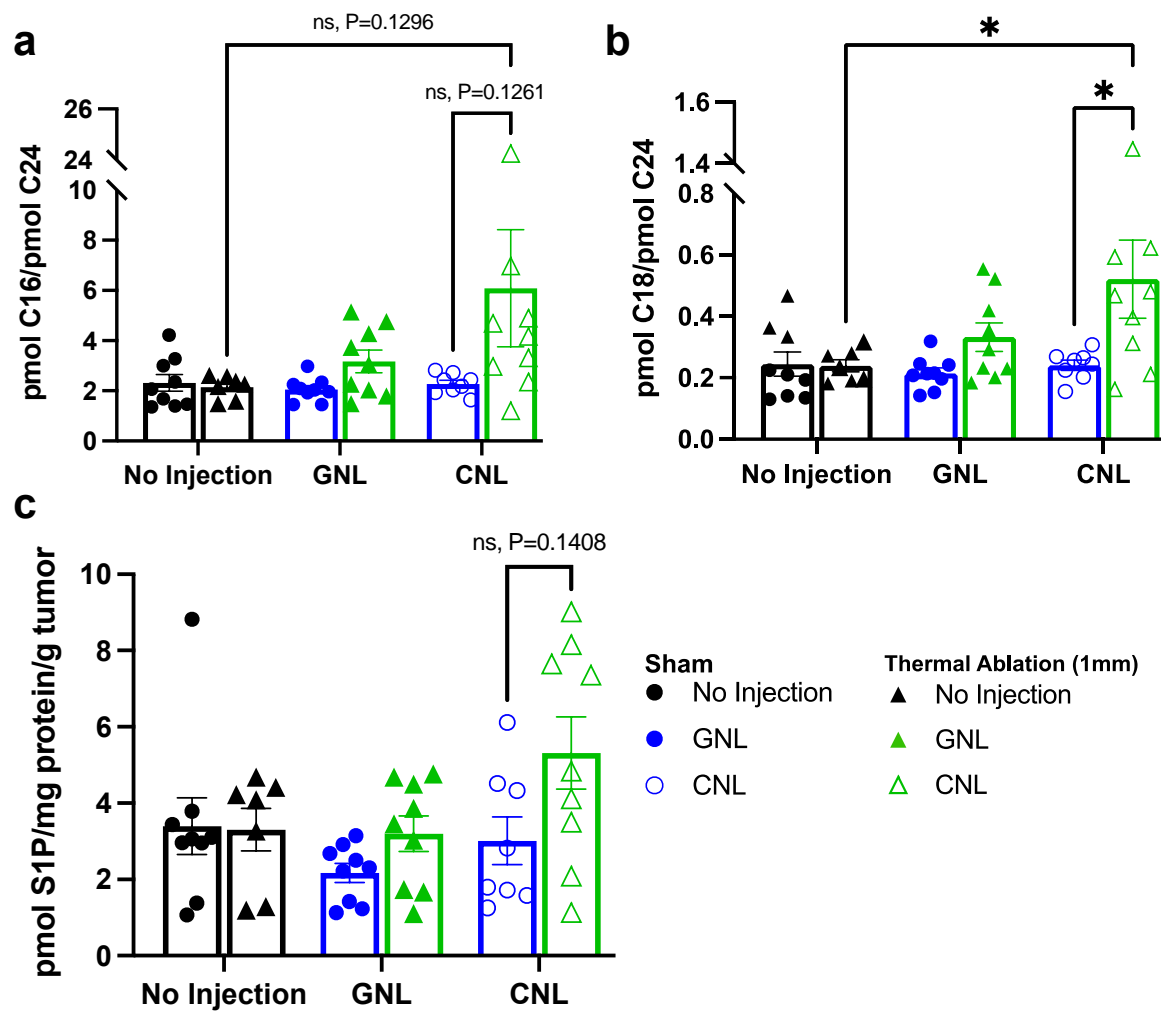 a
ns, P=0.1296
ns, P=0.1261
pmol C16/pmol C24
26
24
10
8
6
4
2
0
No Injection GNL CNL
b
*
*
pmol C18/pmol C24
1.6
1.4
0.8
0.6
0.4
0.2
0.0
No Injection GNL CNL
c
ns, P=0.1408
pmol S1P/mg protein/g tumor
10
8
6
4
2
0
No Injection GNL CNL
Sham Thermal Ablation (1mm)
No Injection No Injection
GNL GNL
CNL CNL